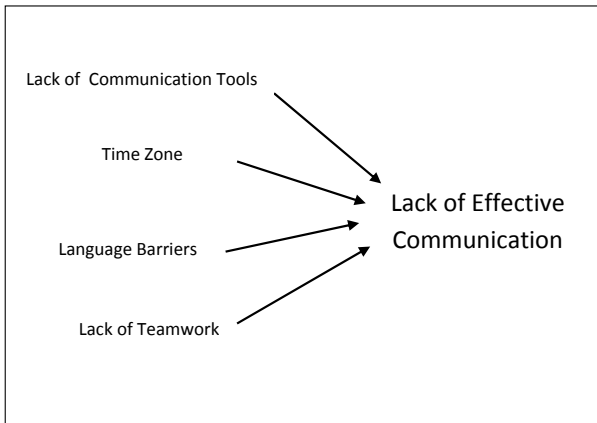 Lack of  Communication Tools
Time Zone
Language Barriers
Lack of Teamwork
Lack of Effective
Communication